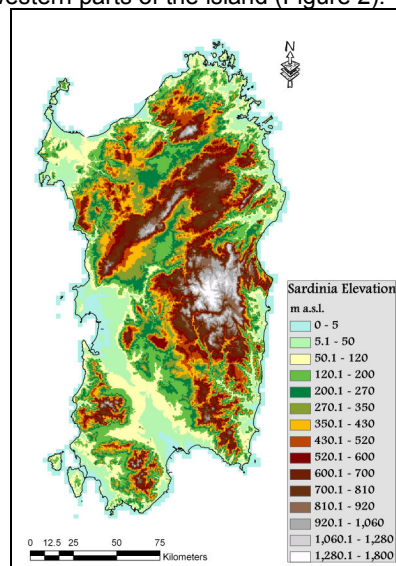 western parts of the island (Figure 2).
N
Sardinia Elevation
m a.s.l.
0 - 5
5.1 - 50
50.1 - 120
120.1 - 200
200.1 - 270
270.1 - 350
350.1 - 430
430.1 - 520
520.1 - 600
600.1 - 700
700.1 - 810
810.1 - 920
920.1 - 1,060
1,060.1 - 1,280
1,280.1 - 1,800
0 12.5 25 50 75
Kilometers